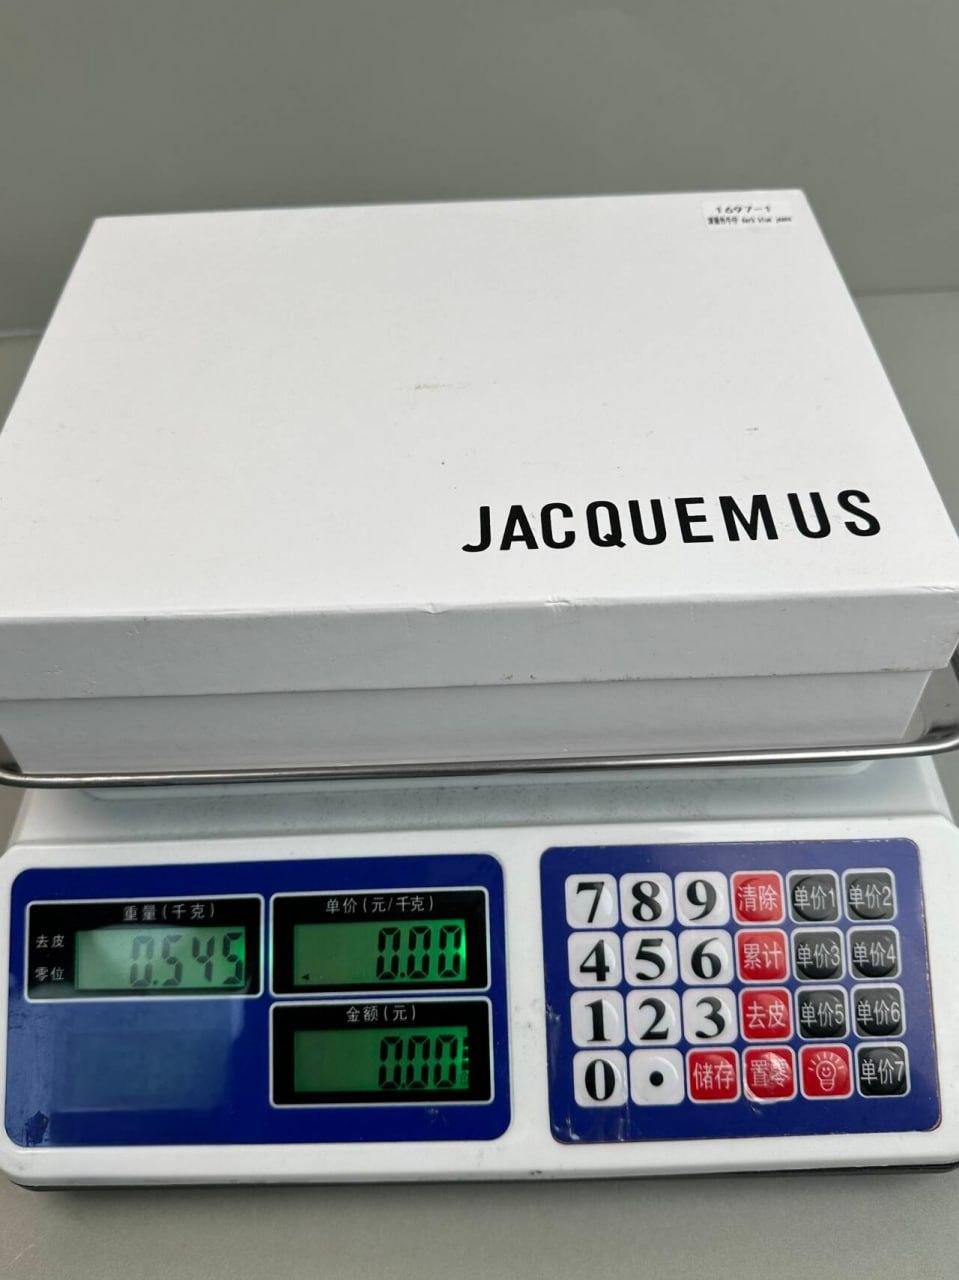 1697-1
dark blue jeans
JACQUEMUS
重量(千克)
去皮
零位
0.545
单价(元/千克)
0.00
金额(元)
0.00
7 8 9 清除 单价1 单价2
4 5 6 累计 单价3 单价4
1 2 3 去皮 单价5 单价6
0 . 储存 置零 单价7